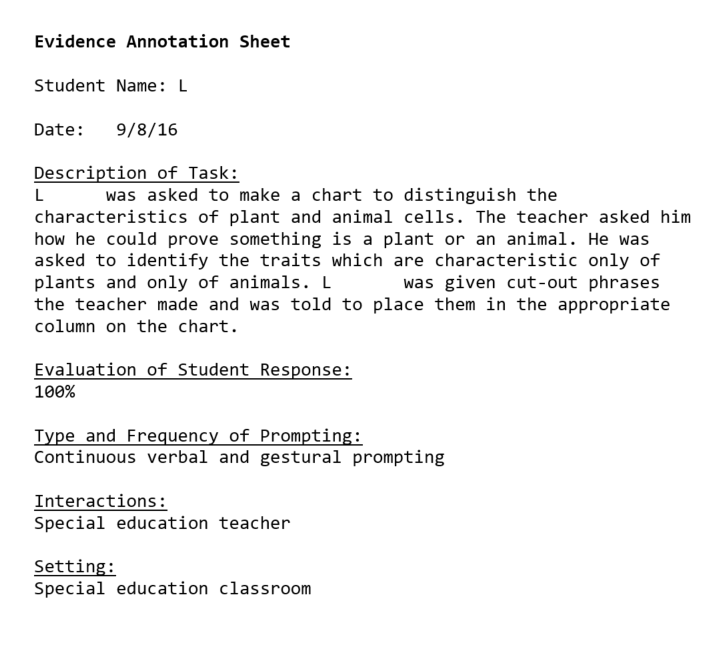 Evidence Annotation Sheet
Student Name: L
Date: 9/8/16
Description of Task:
L was asked to make a chart to distinguish the
characteristics of plant and animal cells. The teacher asked him
how he could prove something is a plant or an animal. He was
asked to identify the traits which are characteristic only of
plants and only of animals. L was given cut-out phrases
the teacher made and was told to place them in the appropriate
column on the chart.
Evaluation of Student Response:
100%
Type and Frequency of Prompting:
Continuous verbal and gestural prompting
Interactions:
Special education teacher
Setting:
Special education classroom